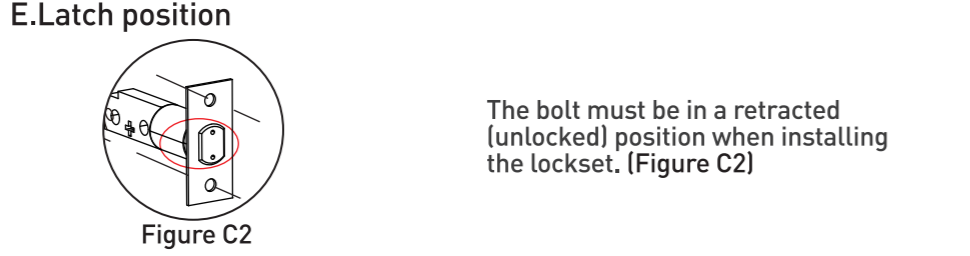 E.Latch position
The bolt must be in a retracted
(unlocked) position when installing
the lockset. (Figure C2)
Figure C2